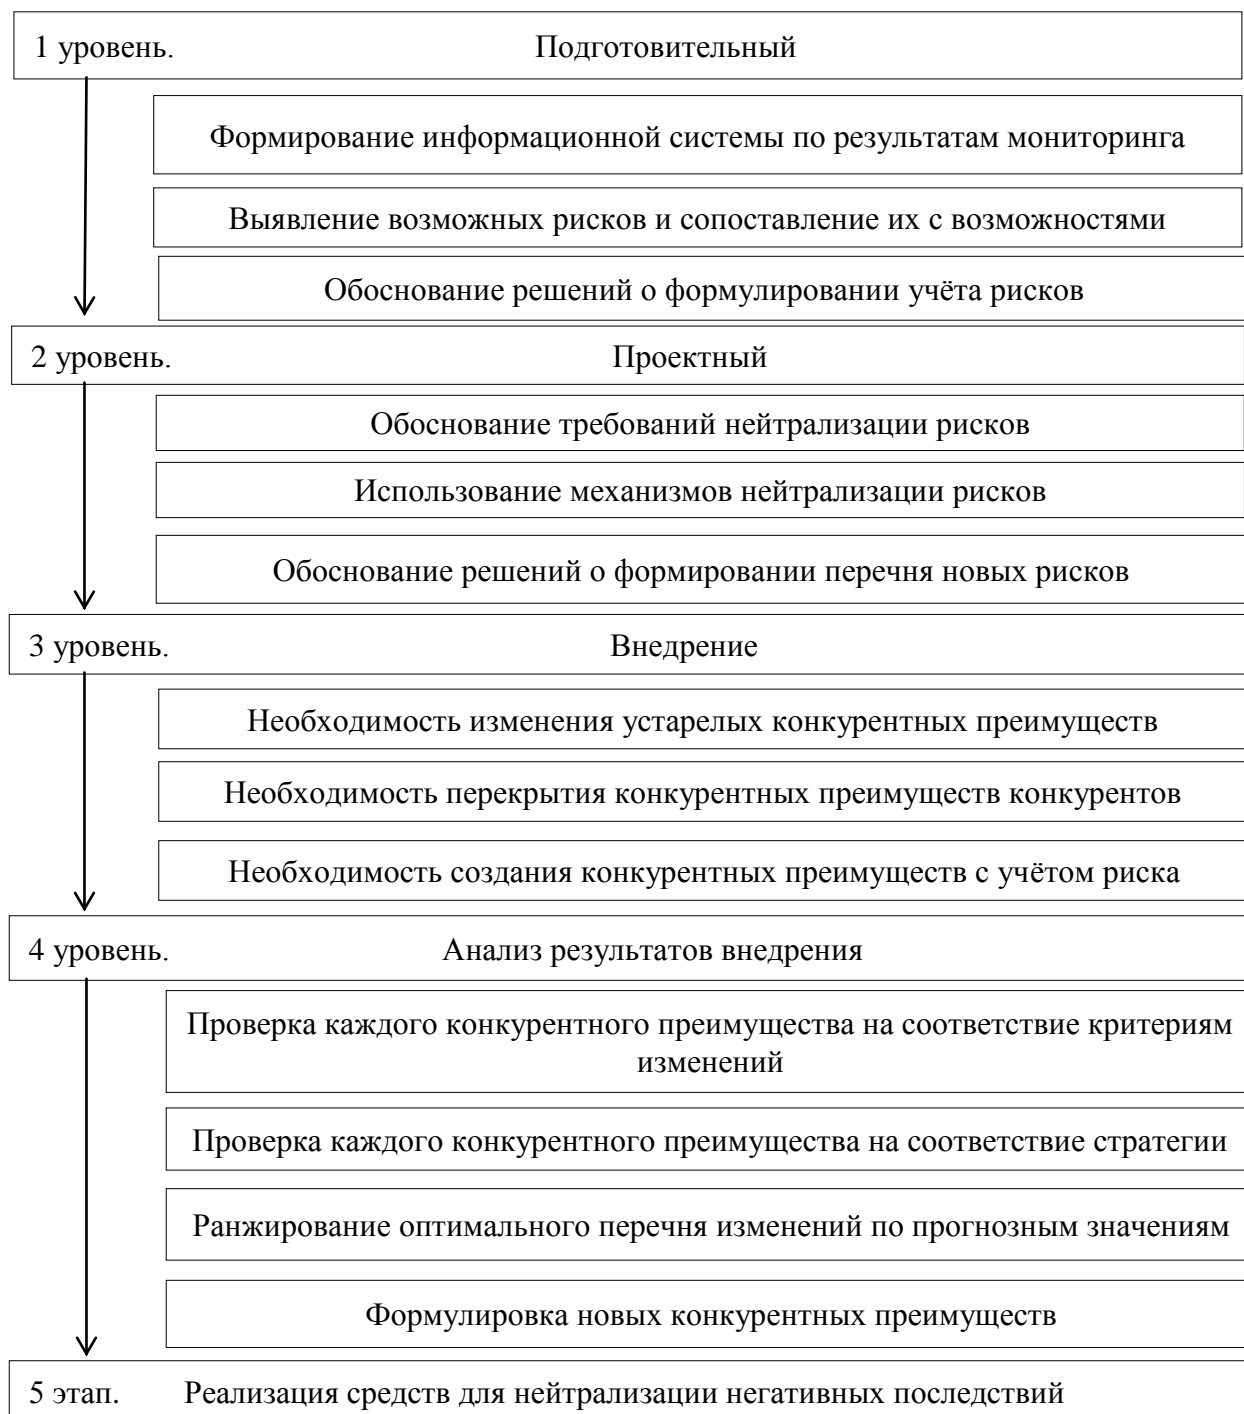 1 уровень. Подготовительный
Формирование информационной системы по результатам мониторинга
Выявление возможных рисков и сопоставление их с возможностями
Обоснование решений о формулировании учёта рисков
2 уровень. Проектный
Обоснование требований нейтрализации рисков
Использование механизмов нейтрализации рисков
Обоснование решений о формировании перечня новых рисков
3 уровень. Внедрение
Необходимость изменения устарелых конкурентных преимуществ
Необходимость перекрытия конкурентных преимуществ конкурентов
Необходимость создания конкурентных преимуществ с учётом риска
4 уровень. Анализ результатов внедрения
Проверка каждого конкурентного преимущества на соответствие критериям
изменений
Проверка каждого конкурентного преимущества на соответствие стратегии
Ранжирование оптимального перечня изменений по прогнозным значениям
Формулировка новых конкурентных преимуществ
5 этап. Реализация средств для нейтрализации негативных последствий